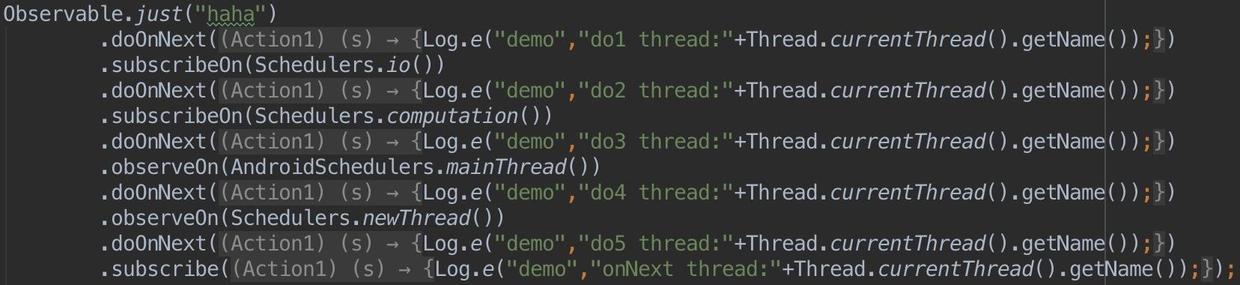 Observable.just("haha")
.doOnNext((Action1) (s) → {Log.e("demo","do1 thread:"+Thread.currentThread().getName());})
.subscribeOn(Schedulers.io())
.doOnNext((Action1) (s) → {Log.e("demo","do2 thread:"+Thread.currentThread().getName());})
.subscribeOn(Schedulers.computation())
.doOnNext((Action1) (s) → {Log.e("demo","do3 thread:"+Thread.currentThread().getName());})
.observeOn(AndroidSchedulers.mainThread())
.doOnNext((Action1) (s) → {Log.e("demo","do4 thread:"+Thread.currentThread().getName());})
.observeOn(Schedulers.newThread())
.doOnNext((Action1) (s) → {Log.e("demo","do5 thread:"+Thread.currentThread().getName());})
.subscribe((Action1) (s) → {Log.e("demo","onNext thread:"+Thread.currentThread().getName());});